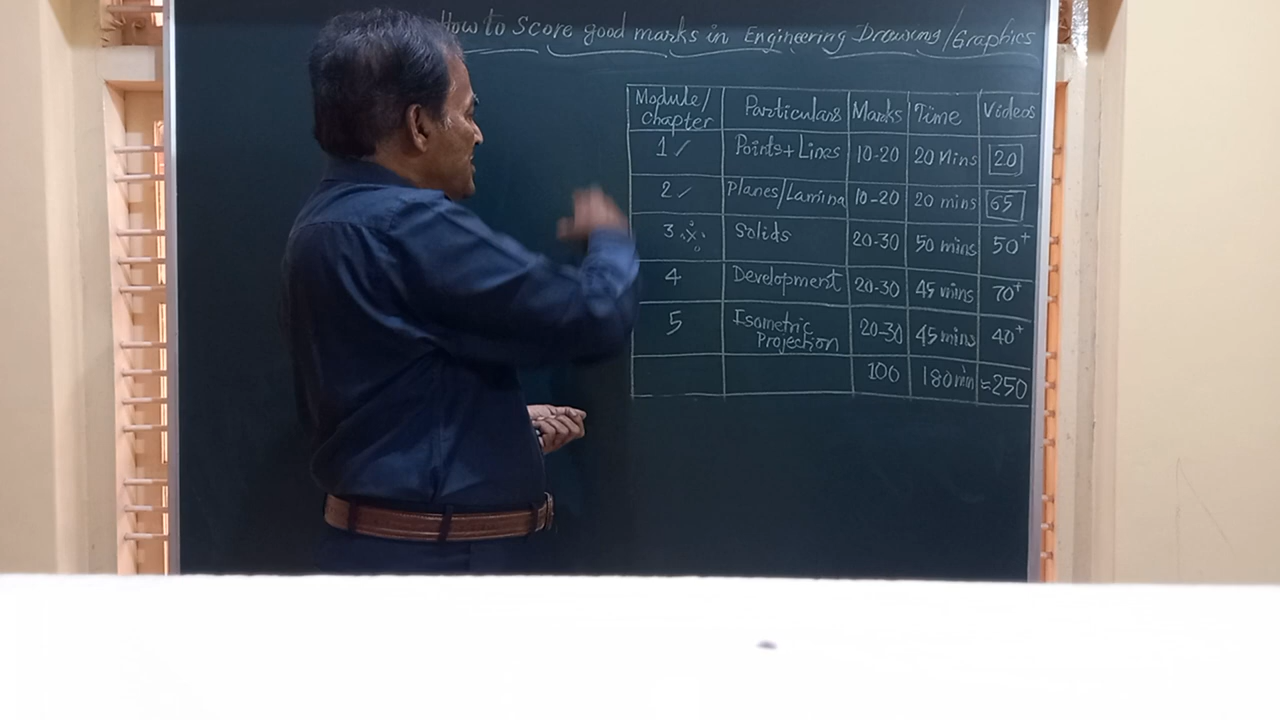 How to Score good marks in Engineering Drawing/Graphics
Module/ Chapter Particulars Marks Time Videos
1 ✓ Points+Lines 10-20 20 Mins 20
2 ✓ Planes/Lamina 10-20 20 mins 65
3 Solids 20-30 50 mins 50+
4 Development 20-30 45 mins 70+
5 Isometric Projection 20-30 45 mins 40+
100 180 min ≈250